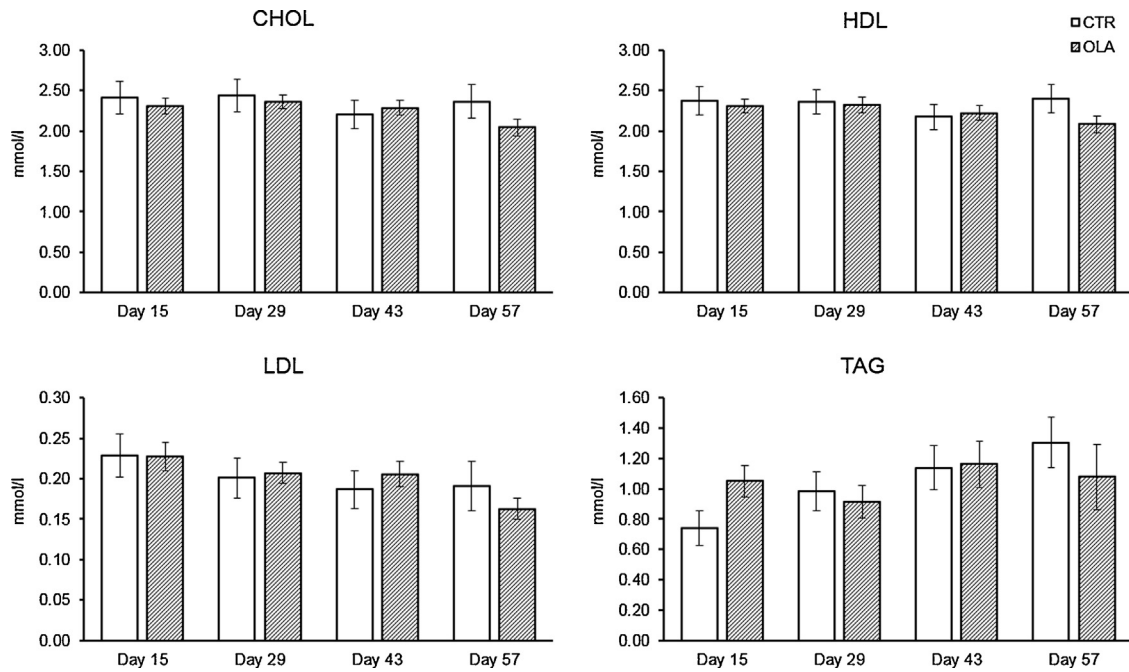 CHOL
mmol/l
3.00
2.50
2.00
1.50
1.00
0.50
0.00
Day 15 Day 29 Day 43 Day 57
HDL
CTR
OLA
mmol/l
3.00
2.50
2.00
1.50
1.00
0.50
0.00
Day 15 Day 29 Day 43 Day 57
LDL
mmol/l
0.30
0.25
0.20
0.15
0.10
0.05
0.00
Day 15 Day 29 Day 43 Day 57
TAG
mmol/l
1.60
1.40
1.20
1.00
0.80
0.60
0.40
0.20
0.00
Day 15 Day 29 Day 43 Day 57